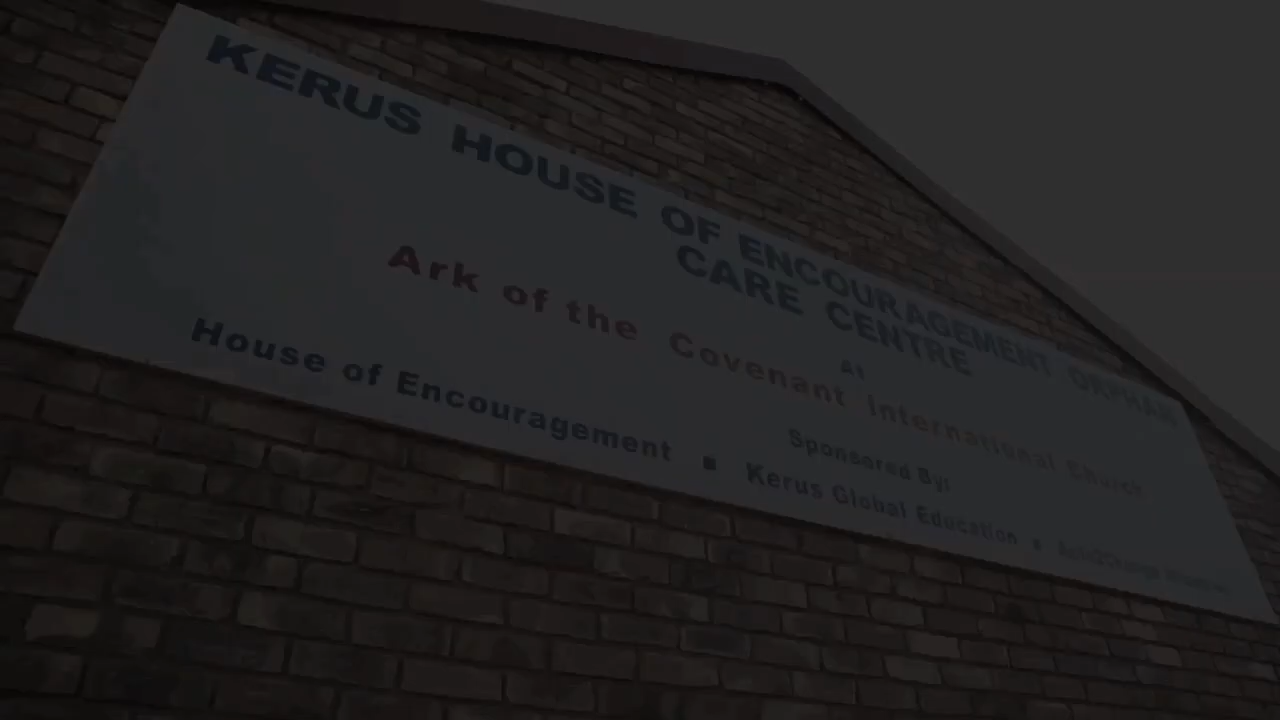 KERUS HOUSE OF ENCOURAGEMENT ORPHAN
CARE CENTRE
At
Ark of the Covenant International Church
Sponsored By:
House of Encouragement ▪ Kerus Global Education ▪